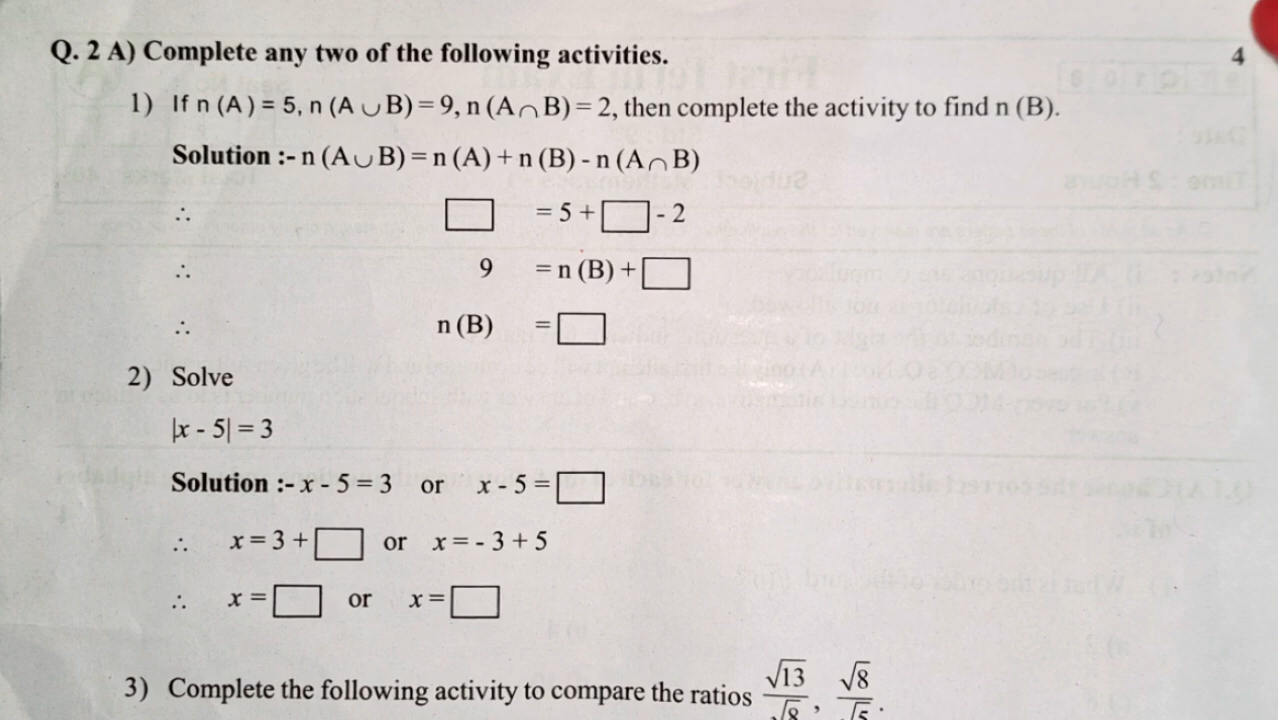 Q. 2 A) Complete any two of the following activities. 4
1) If n (A) = 5, n (A ∪ B) = 9, n (A ∩ B) = 2, then complete the activity to find n (B).
Solution :- n (A ∪ B) = n (A) + n (B) - n (A ∩ B)
∴ □ = 5 + □ - 2
∴ 9 = n (B) + □
∴ n (B) = □
2) Solve
|x - 5| = 3
Solution :- x - 5 = 3 or x - 5 = □
∴ x = 3 + □ or x = - 3 + 5
∴ x = □ or x = □
3) Complete the following activity to compare the ratios √13/√8, √8/√5.